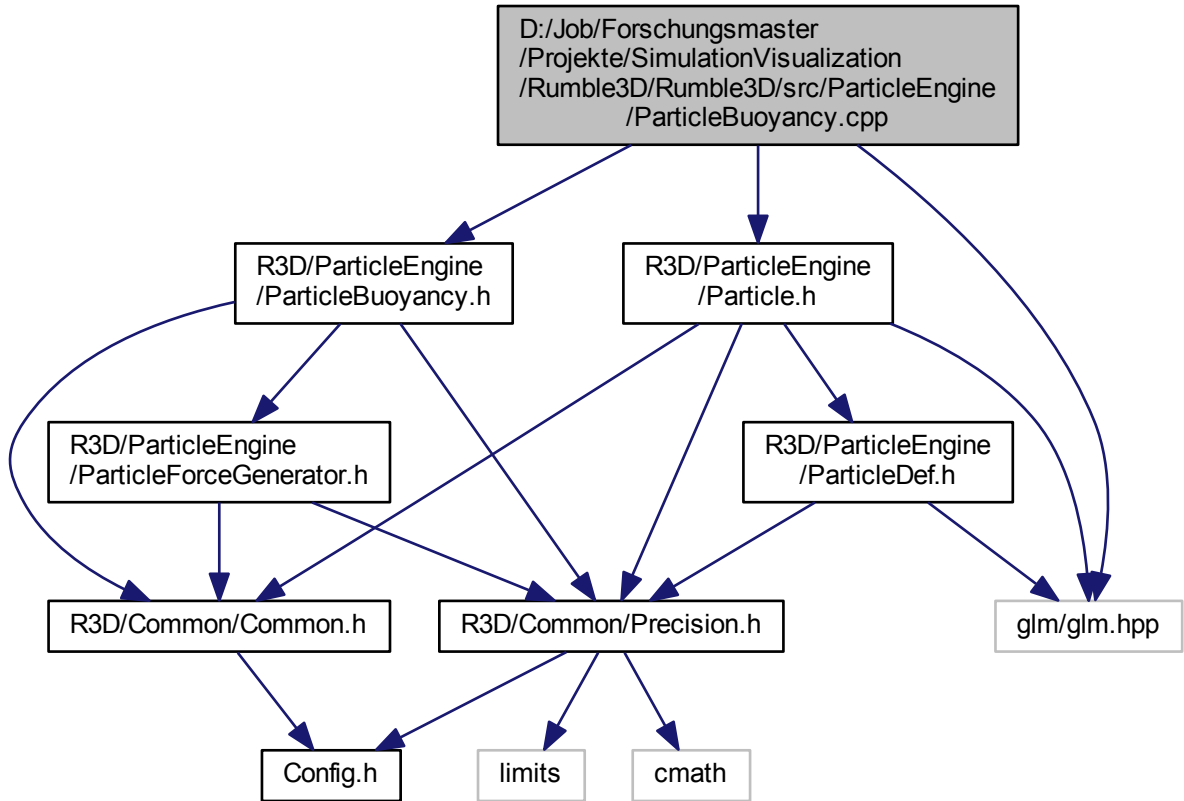 D:/Job/Forschungsmaster
/Projekte/SimulationVisualization
/Rumble3D/Rumble3D/src/ParticleEngine
/ParticleBuoyancy.cpp
R3D/ParticleEngine
/ParticleBuoyancy.h
R3D/ParticleEngine
/Particle.h
R3D/ParticleEngine
/ParticleForceGenerator.h
R3D/ParticleEngine
/ParticleDef.h
R3D/Common/Common.h
R3D/Common/Precision.h
glm/glm.hpp
Config.h
limits
cmath